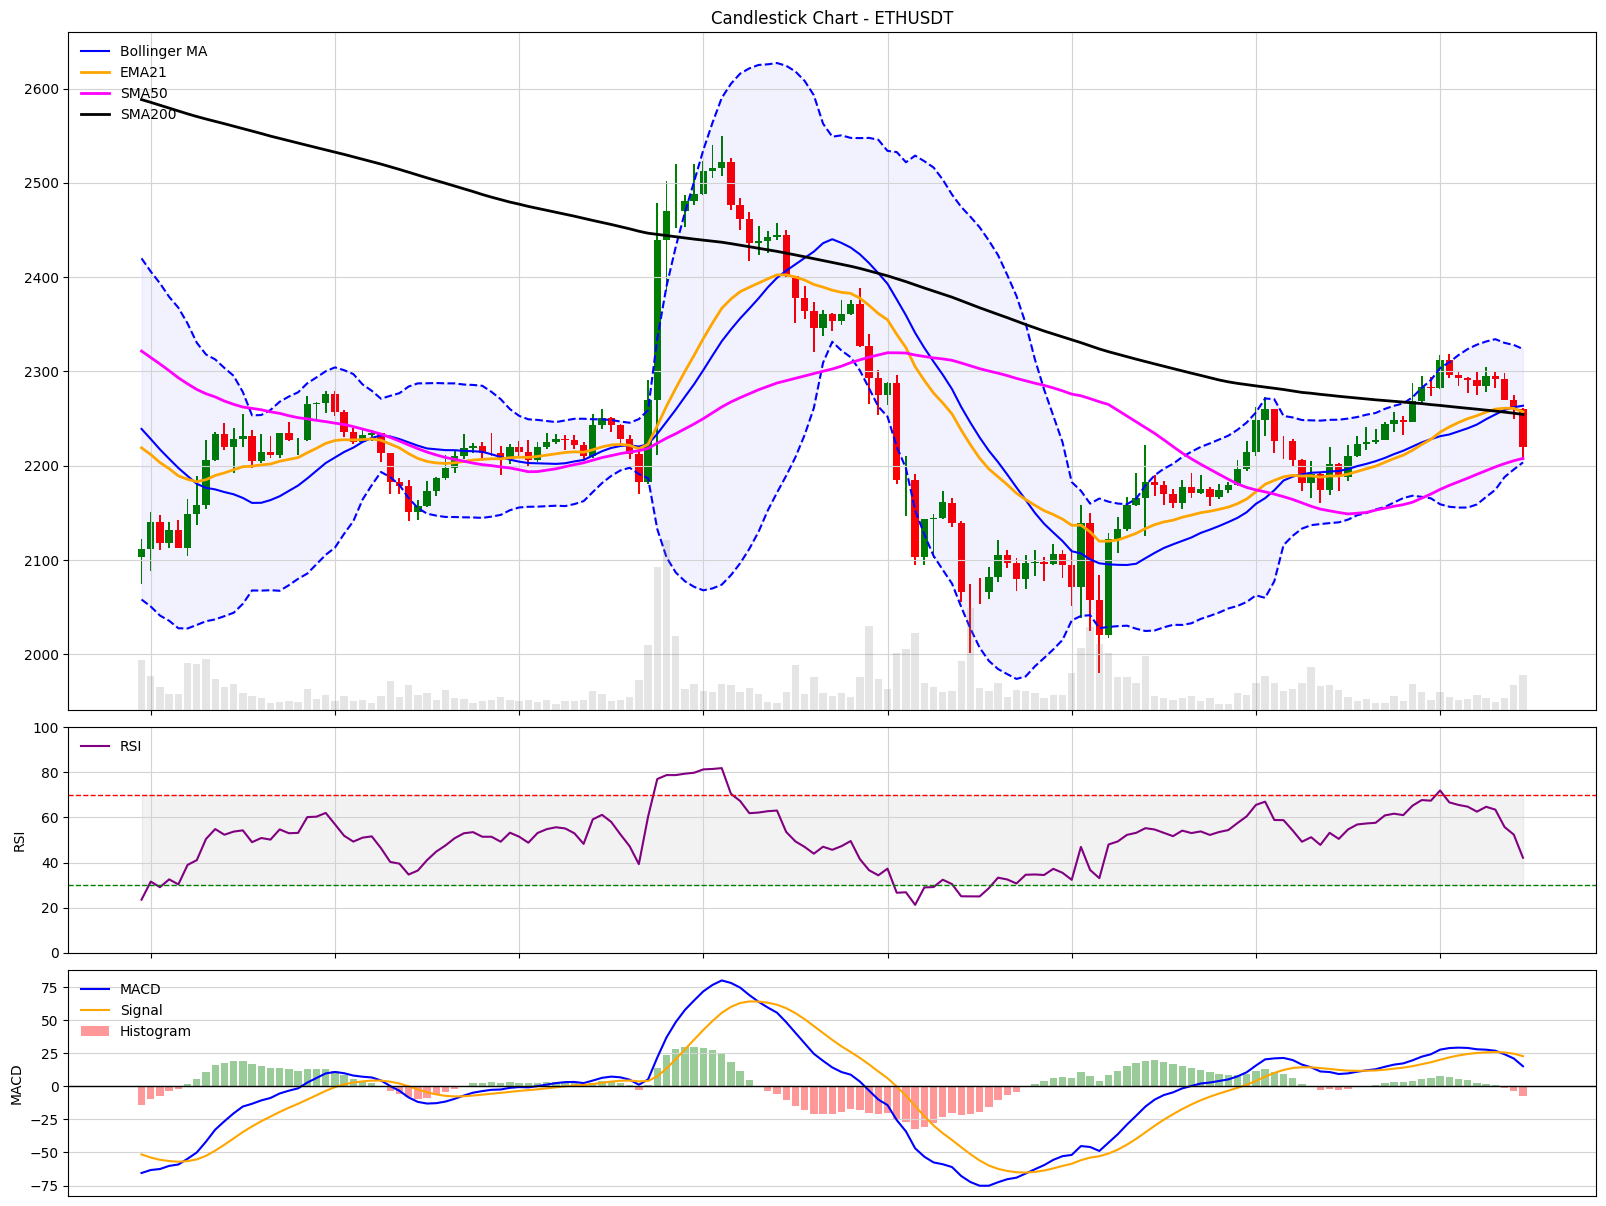 Candlestick Chart - ETHUSDT
Bollinger MA
EMA21
SMA50
SMA200
2600
2500
2400
2300
2200
2100
2000
100
80
60
40
20
0
RSI
RSI
75
50
25
0
−25
−50
−75
MACD
MACD
Signal
Histogram